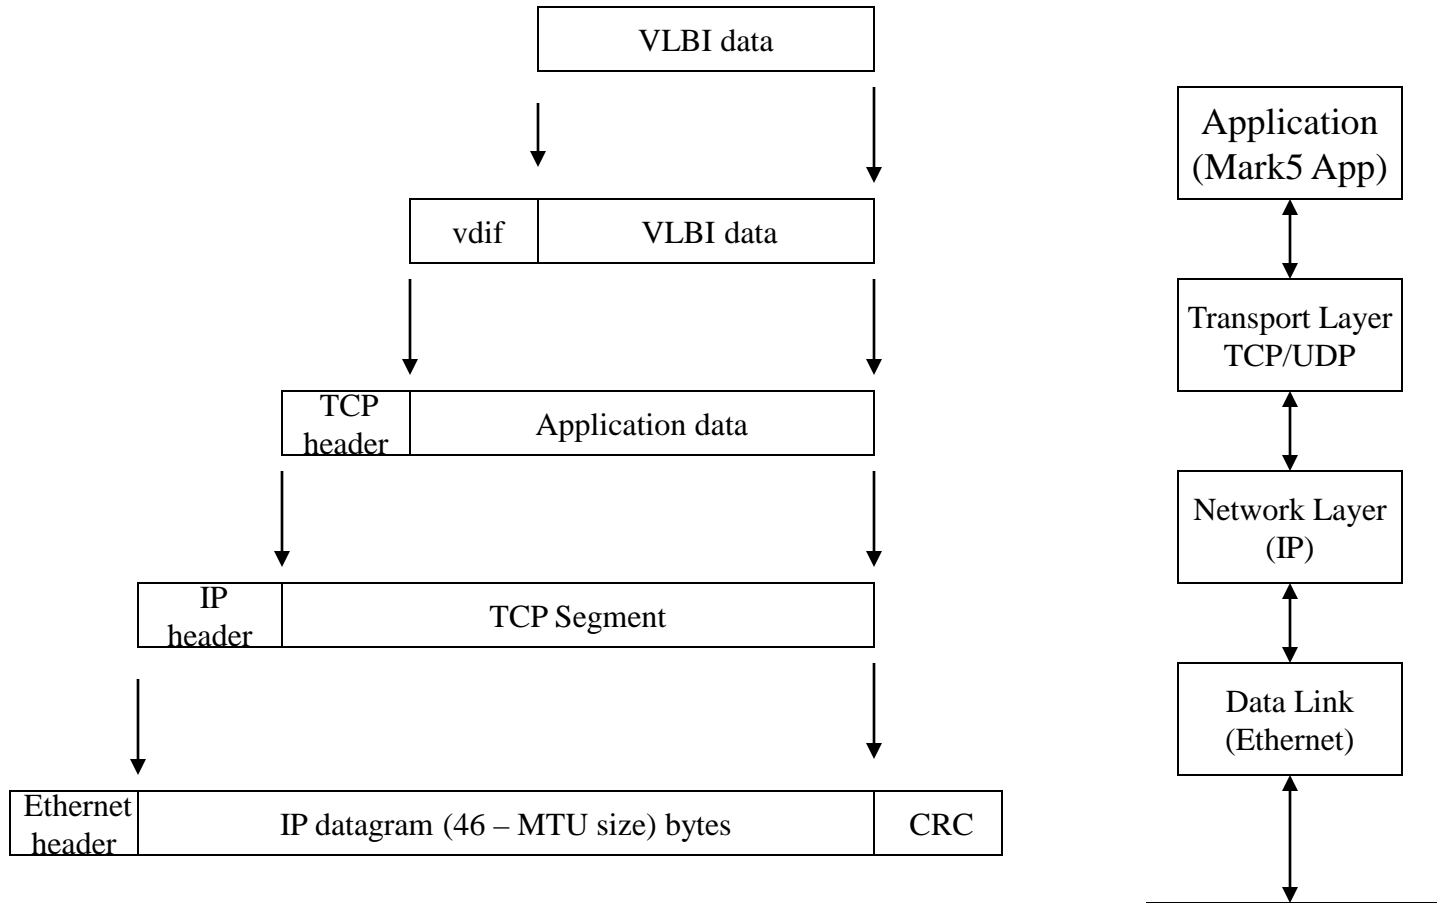 VLBI data
vdif
VLBI data
TCP
header
Application data
IP
header
TCP Segment
Ethernet
header
IP datagram (46 – MTU size) bytes
CRC
Application
(Mark5 App)
Transport Layer
TCP/UDP
Network Layer
(IP)
Data Link
(Ethernet)